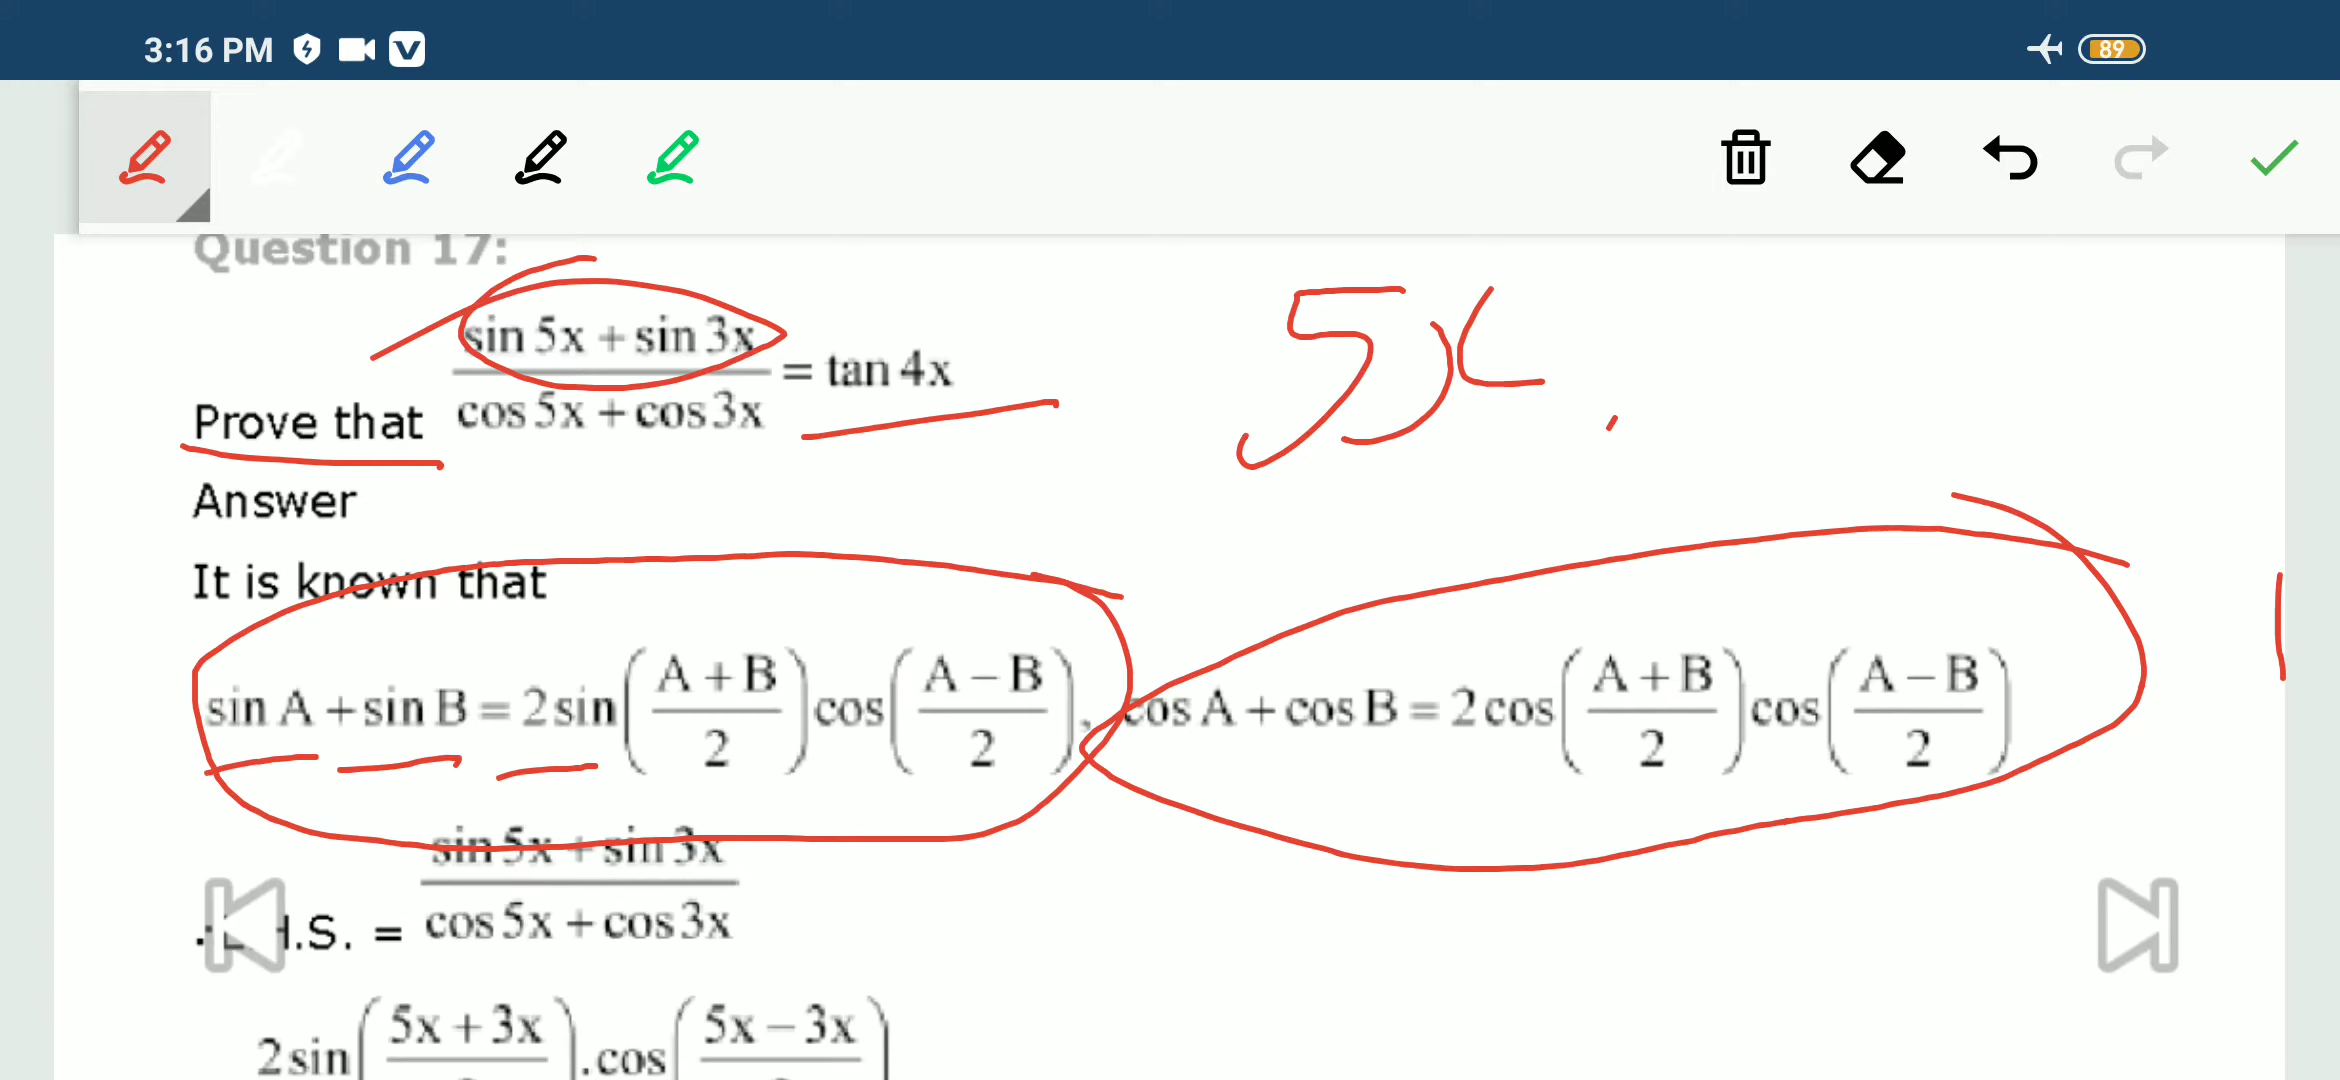 3:16 PM V 89
Question 17:
Prove that (sin 5x + sin 3x)/(cos 5x + cos 3x) = tan 4x
5x
Answer
It is known that
sin A + sin B = 2 sin((A + B)/2) cos((A − B)/2), cos A + cos B = 2 cos((A + B)/2) cos((A − B)/2)
H.S. = (sin 5x + sin 3x)/(cos 5x + cos 3x)
2 sin(5x + 3x).cos(5x − 3x)